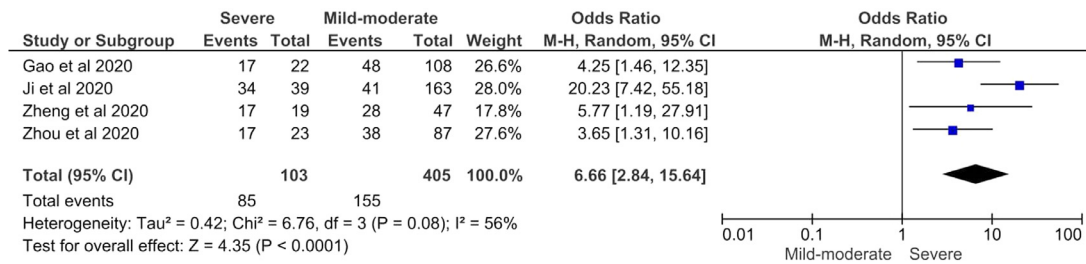 Severe Mild-moderate Odds Ratio Odds Ratio
Study or Subgroup Events Total Events Total Weight M-H, Random, 95% CI M-H, Random, 95% CI
Gao et al 2020 17 22 48 108 26.6% 4.25 [1.46, 12.35]
Ji et al 2020 34 39 41 163 28.0% 20.23 [7.42, 55.18]
Zheng et al 2020 17 19 28 47 17.8% 5.77 [1.19, 27.91]
Zhou et al 2020 17 23 38 87 27.6% 3.65 [1.31, 10.16]
Total (95% CI) 103 405 100.0% 6.66 [2.84, 15.64]
Total events 85 155
Heterogeneity: Tau² = 0.42; Chi² = 6.76, df = 3 (P = 0.08); I² = 56%
Test for overall effect: Z = 4.35 (P < 0.0001)
0.01 0.1 1 10 100
Mild-moderate Severe